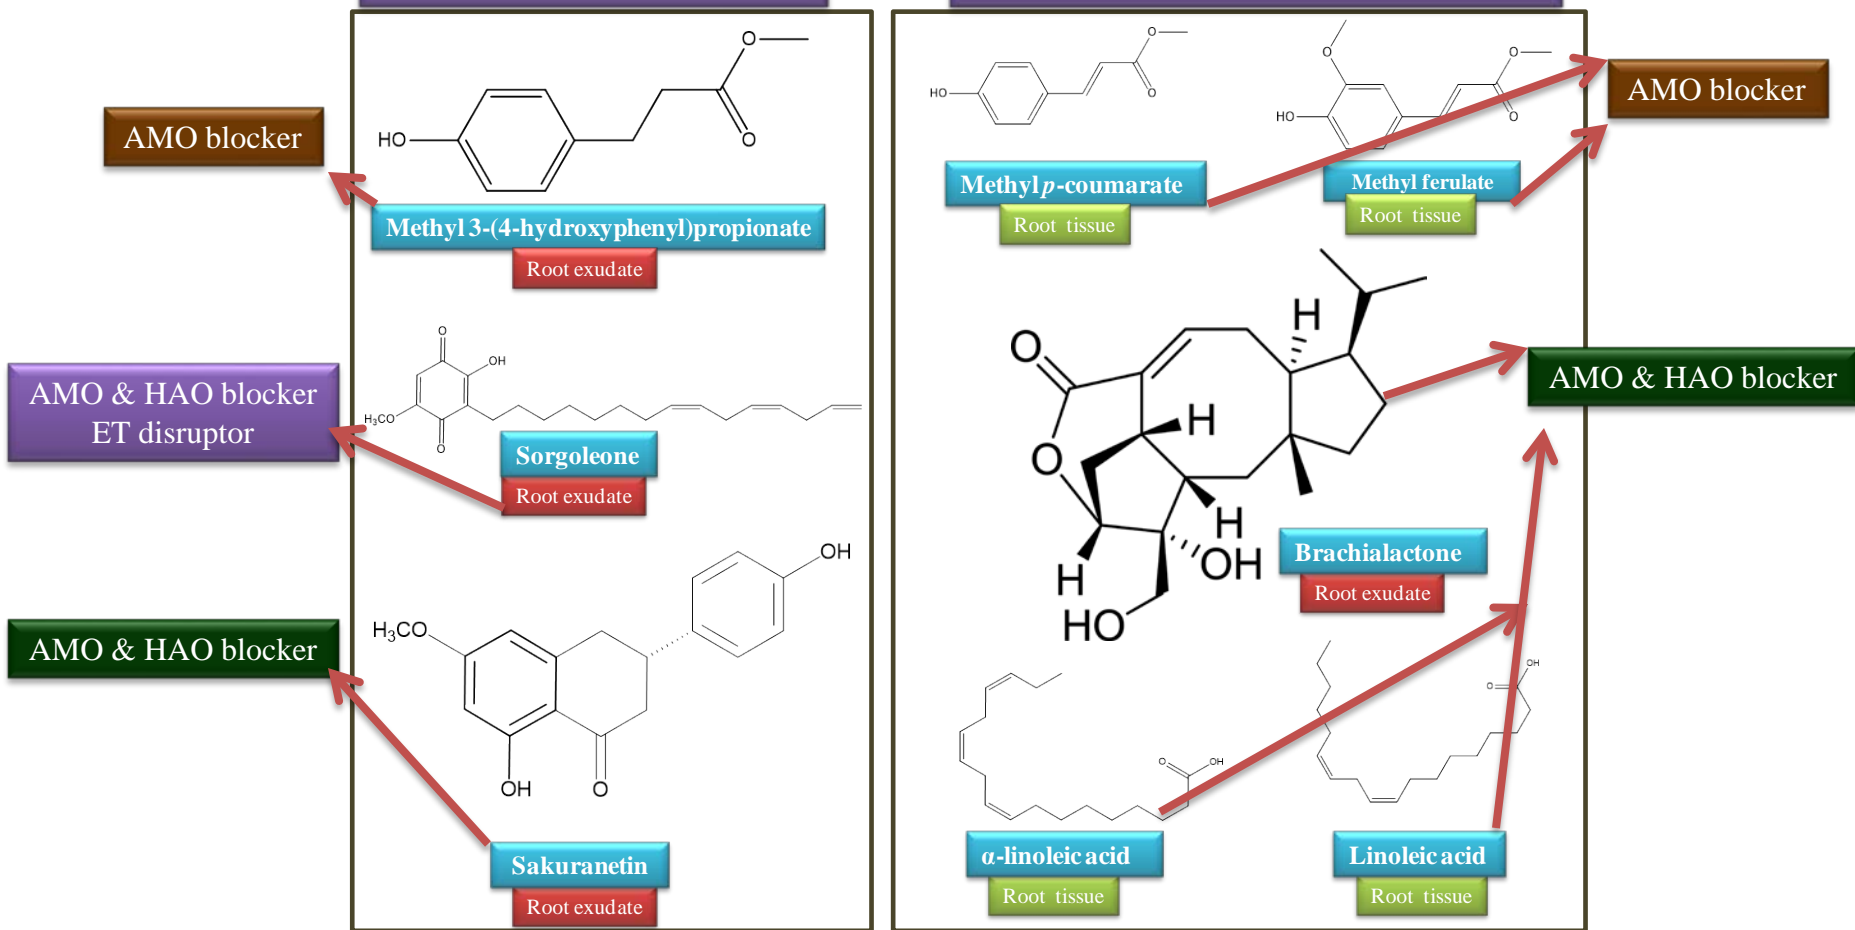 AMO blocker
HO
O
O
Methyl 3-(4-hydroxyphenyl)propionate
Root exudate
AMO & HAO blocker
ET disruptor
O
OH
H₃CO
O
Sorgoleone
Root exudate
AMO & HAO blocker
OH
H₃CO
OH
O
Sakuranetin
Root exudate
O
O
HO
Methyl p-coumarate
Root tissue
O
O
O
HO
Methyl ferulate
Root tissue
AMO blocker
H
O
H
O
H
OH
H
HO
Brachialactone
Root exudate
AMO & HAO blocker
O
OH
α-linoleic acid
Root tissue
OH
O
Linoleic acid
Root tissue